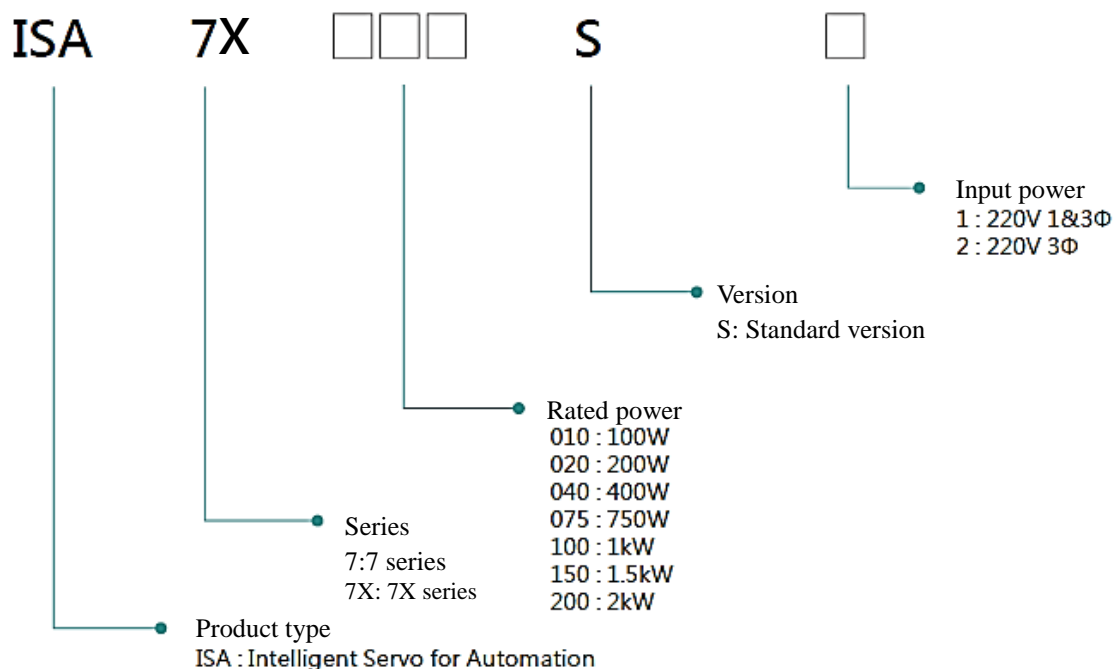 ISA 7X □□□ S □
Input power
1 : 220V 1&3Φ
2 : 220V 3Φ
Version
S: Standard version
Rated power
010 : 100W
020 : 200W
040 : 400W
075 : 750W
100 : 1kW
150 : 1.5kW
200 : 2kW
Series
7:7 series
7X: 7X series
Product type
ISA : Intelligent Servo for Automation